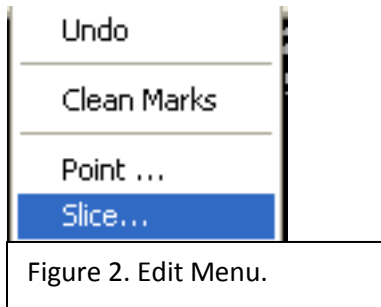 Undo
Clean Marks
Point ...
Slice...
Figure 2. Edit Menu.